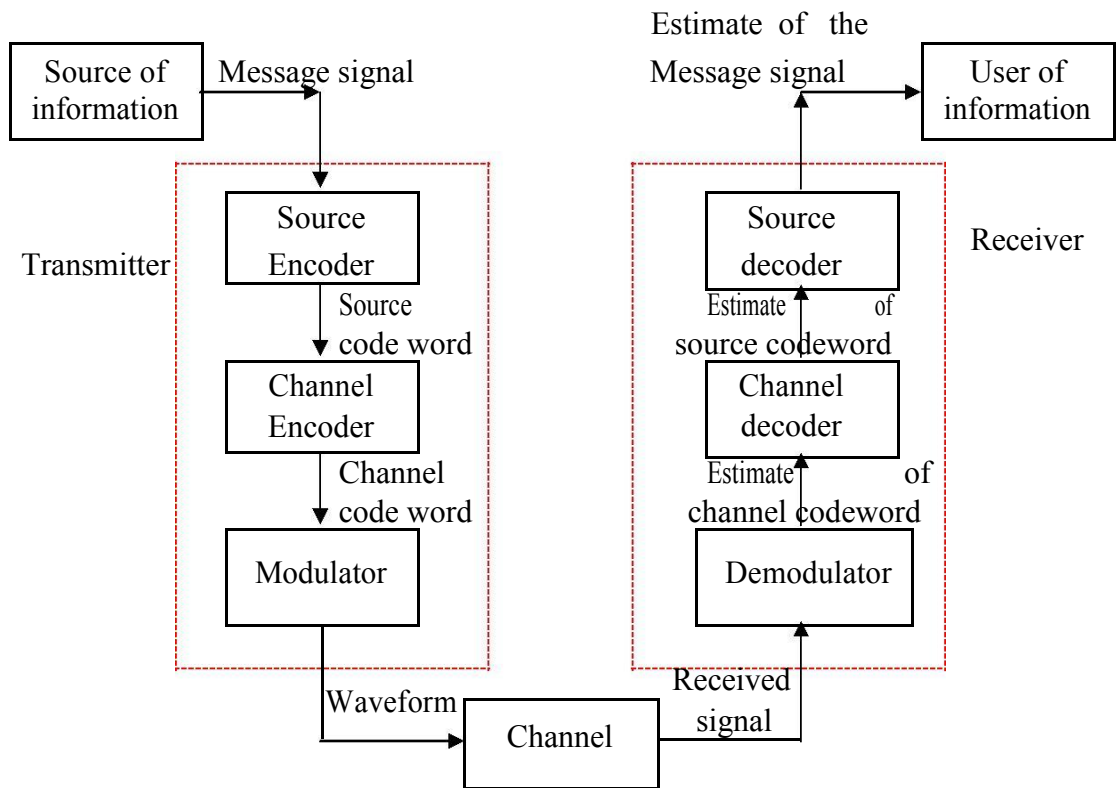 Source of
information
Message signal
Estimate of the
Message signal
User of
information
Transmitter
Source
Encoder
Source
code word
Channel
Encoder
Channel
code word
Modulator
Waveform
Channel
Received
signal
Demodulator
Estimate of
channel codeword
Channel
decoder
Estimate of
source codeword
Source
decoder
Receiver